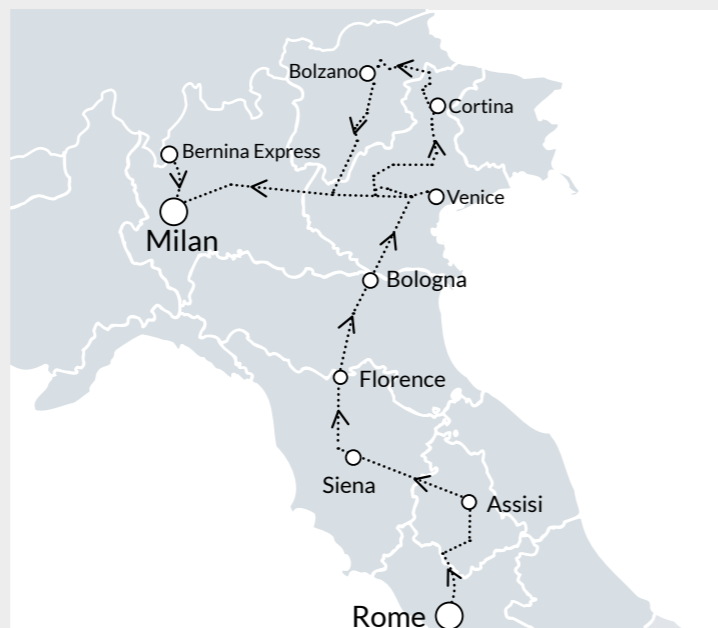 Bolzano
Cortina
Bernina Express
Venice
Milan
Bologna
Florence
Siena
Assisi
Rome